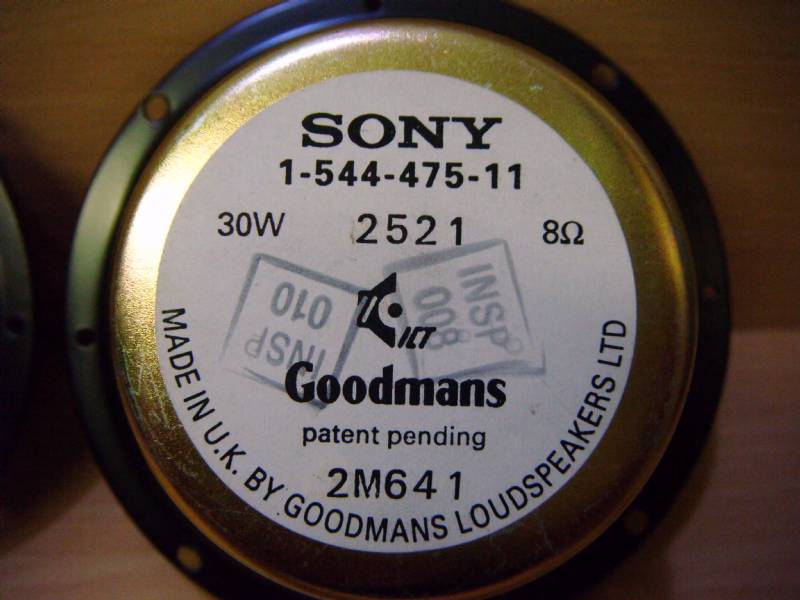 SONY
1-544-475-11
30W 2521 8Ω
INSP 010
INSP 008
ICT
Goodmans
patent pending
2M641
MADE IN U.K. BY GOODMANS LOUDSPEAKERS LTD